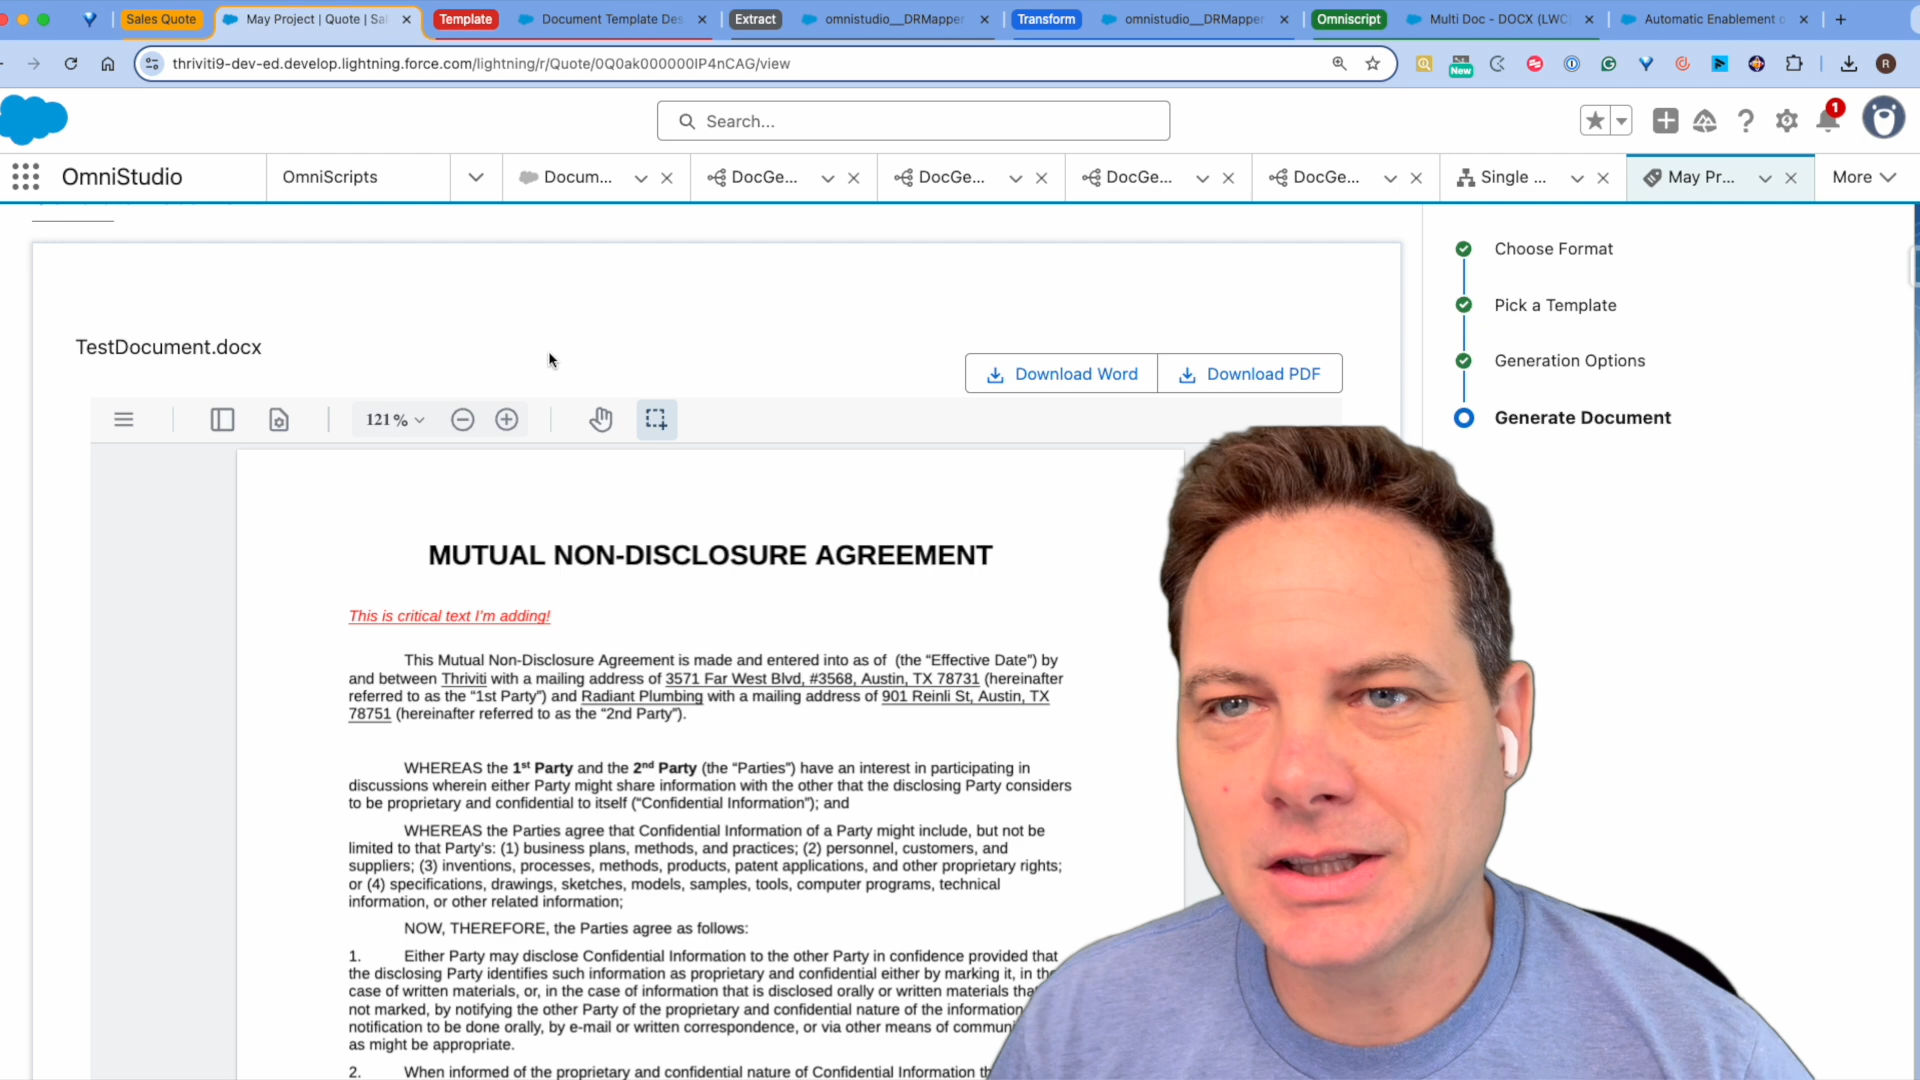 Sales Quote
May Project | Quote | Sal
Template
Document Template Des
Extract
omnistudio__DRMapper
Transform
omnistudio__DRMapper
Omniscript
Multi Doc - DOCX (LWC
Automatic Enablement o
thriviti9-dev-ed.develop.lightning.force.com/lightning/r/Quote/0Q0ak000000IP4nCAG/view
New
R
Search...
1
OmniStudio
OmniScripts
Docum...
DocGe...
DocGe...
DocGe...
DocGe...
Single ...
May Pr...
More
Choose Format
Pick a Template
Generation Options
Generate Document
TestDocument.docx
Download Word
Download PDF
121%
MUTUAL NON-DISCLOSURE AGREEMENT
This is critical text I'm adding!
This Mutual Non-Disclosure Agreement is made and entered into as of  (the “Effective Date”) by
and between Thriviti with a mailing address of 3571 Far West Blvd, #3568, Austin, TX 78731 (hereinafter
referred to as the “1st Party”) and Radiant Plumbing with a mailing address of 901 Reinli St, Austin, TX
78751 (hereinafter referred to as the “2nd Party”).
WHEREAS the 1st Party and the 2nd Party (the “Parties”) have an interest in participating in
discussions wherein either Party might share information with the other that the disclosing Party considers
to be proprietary and confidential to itself (“Confidential Information”); and
WHEREAS the Parties agree that Confidential Information of a Party might include, but not be
limited to that Party's: (1) business plans, methods, and practices; (2) personnel, customers, and
suppliers; (3) inventions, processes, methods, products, patent applications, and other proprietary rights;
or (4) specifications, drawings, sketches, models, samples, tools, computer programs, technical
information, or other related information;
NOW, THEREFORE, the Parties agree as follows:
1. Either Party may disclose Confidential Information to the other Party in confidence provided that
the disclosing Party identifies such information as proprietary and confidential either by marking it, in the
case of written materials, or, in the case of information that is disclosed orally or written materials tha
not marked, by notifying the other Party of the proprietary and confidential nature of the information
notification to be done orally, by e-mail or written correspondence, or via other means of commun
as might be appropriate.
2. When informed of the proprietary and confidential nature of Confidential Information th